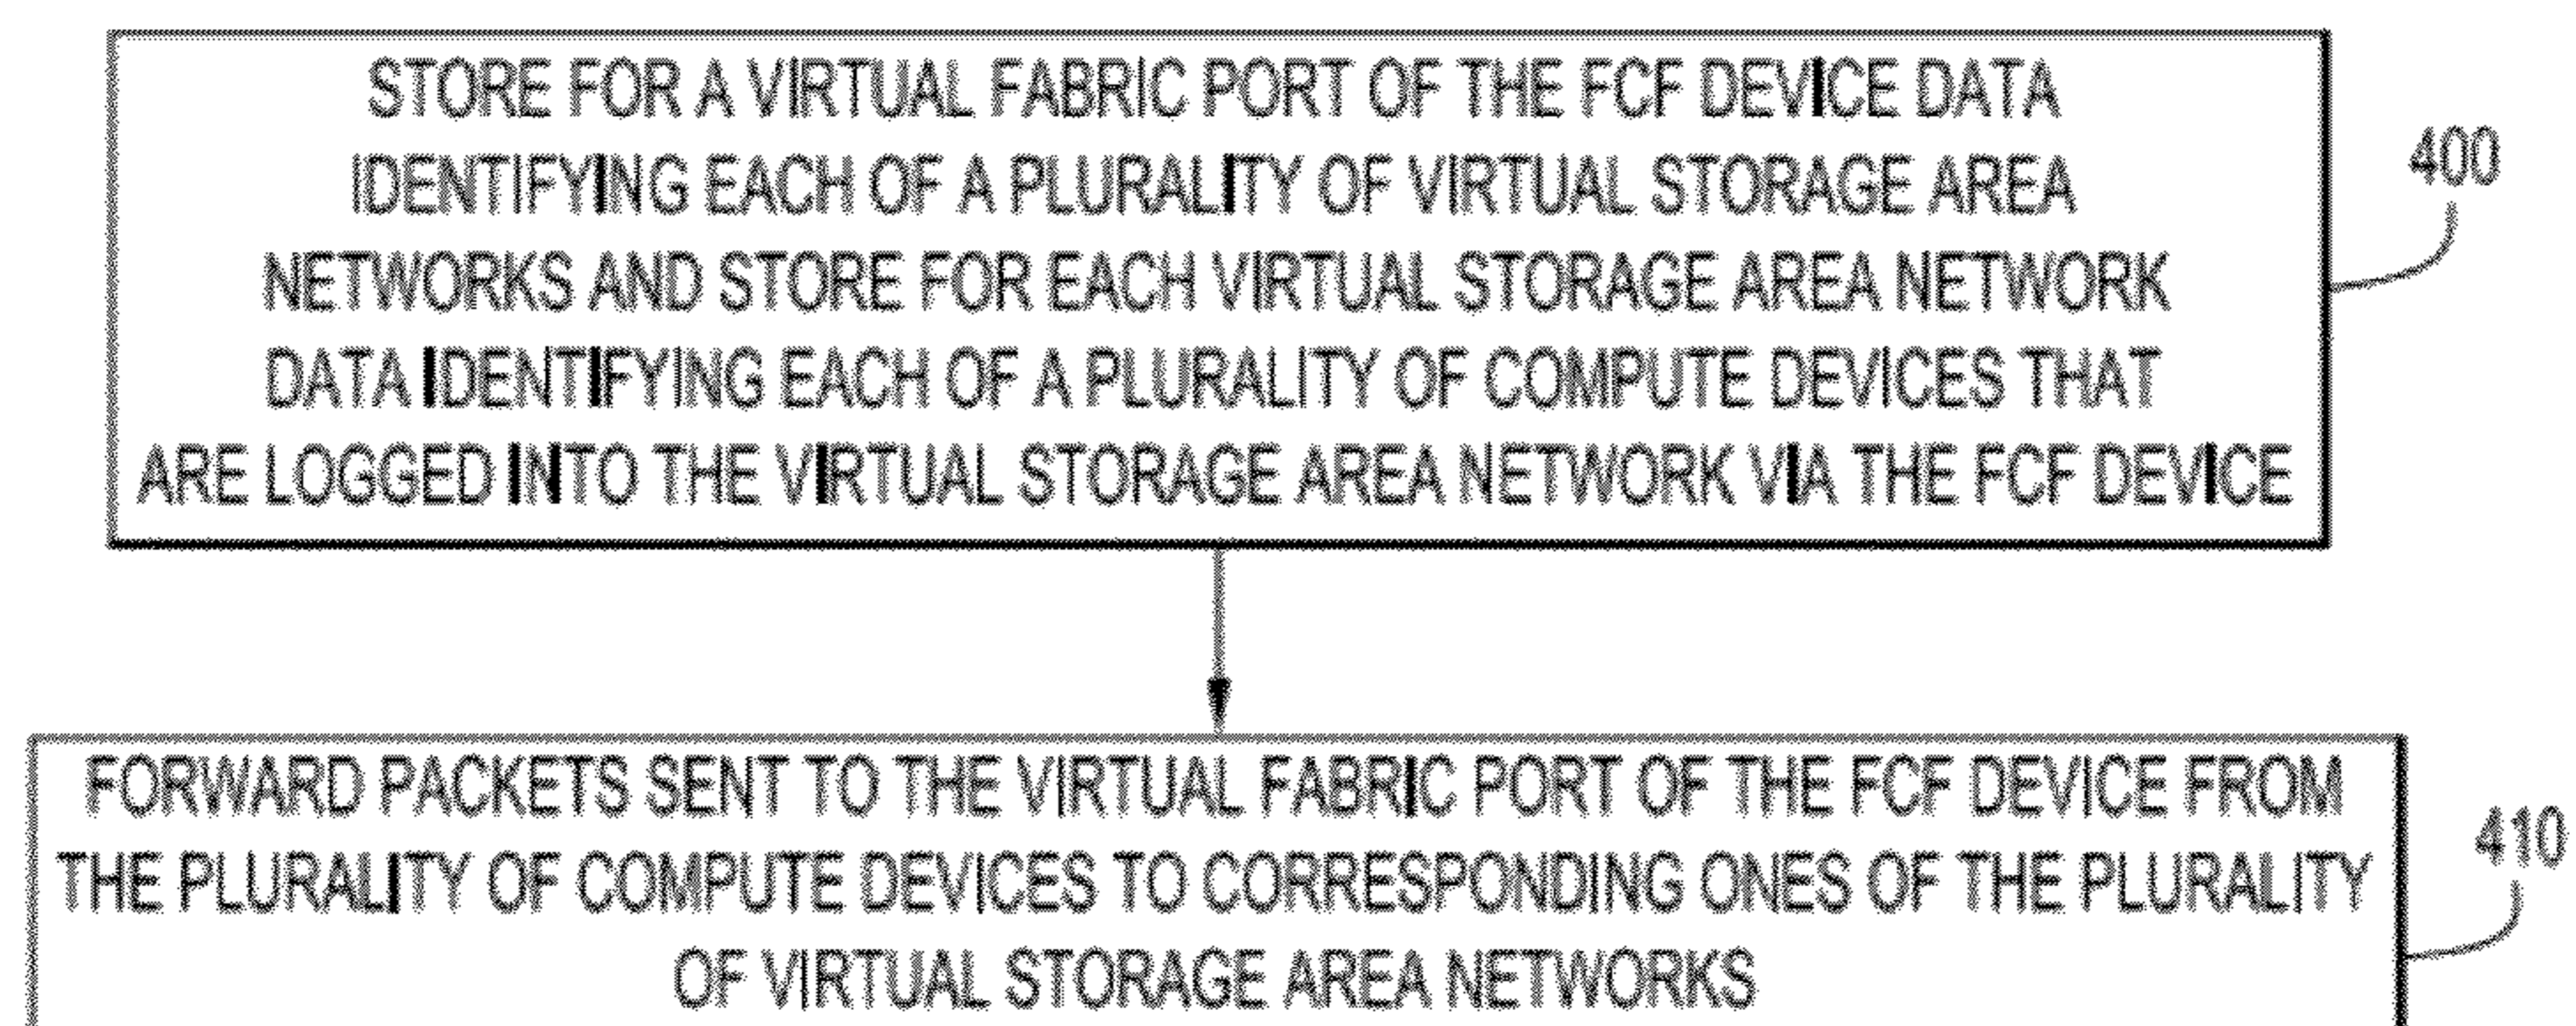 STORE FOR A VIRTUAL FABRIC PORT OF THE FCF DEVICE DATA
IDENTIFYING EACH OF A PLURALITY OF VIRTUAL STORAGE AREA
NETWORKS AND STORE FOR EACH VIRTUAL STORAGE AREA NETWORK
DATA IDENTIFYING EACH OF A PLURALITY OF COMPUTE DEVICES THAT
ARE LOGGED INTO THE VIRTUAL STORAGE AREA NETWORK VIA THE FCF DEVICE
400
FORWARD PACKETS SENT TO THE VIRTUAL FABRIC PORT OF THE FCF DEVICE FROM
THE PLURALITY OF COMPUTE DEVICES TO CORRESPONDING ONES OF THE PLURALITY
OF VIRTUAL STORAGE AREA NETWORKS
410